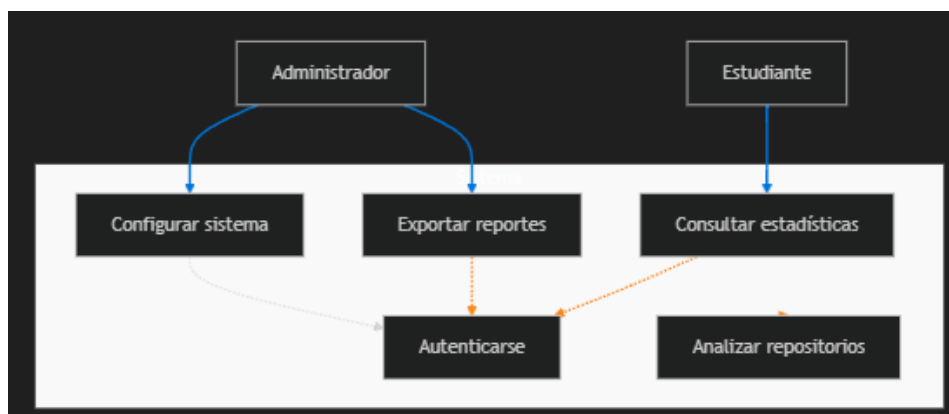 Administrador
Estudiante
Configurar sistema
Exportar reportes
Consultar estadísticas
Autenticarse
Analizar repositorios